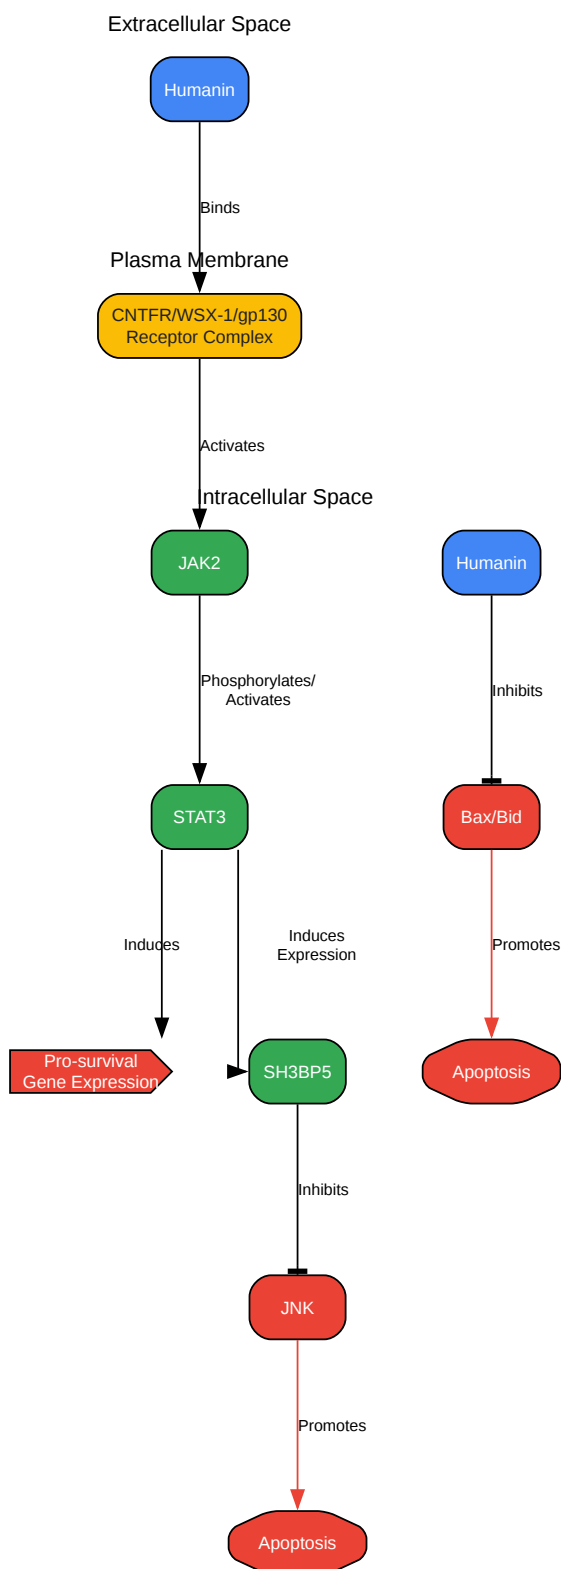 Extracellular Space
Humanin
Binds
Plasma Membrane
CNTFR/WSX-1/gp130
Receptor Complex
Activates
Intracellular Space
JAK2
Humanin
Phosphorylates/
Activates
Inhibits
STAT3
Bax/Bid
Induces
Induces
Expression
Promotes
Pro-survival
Gene Expression
SH3BP5
Apoptosis
Inhibits
JNK
Promotes
Apoptosis